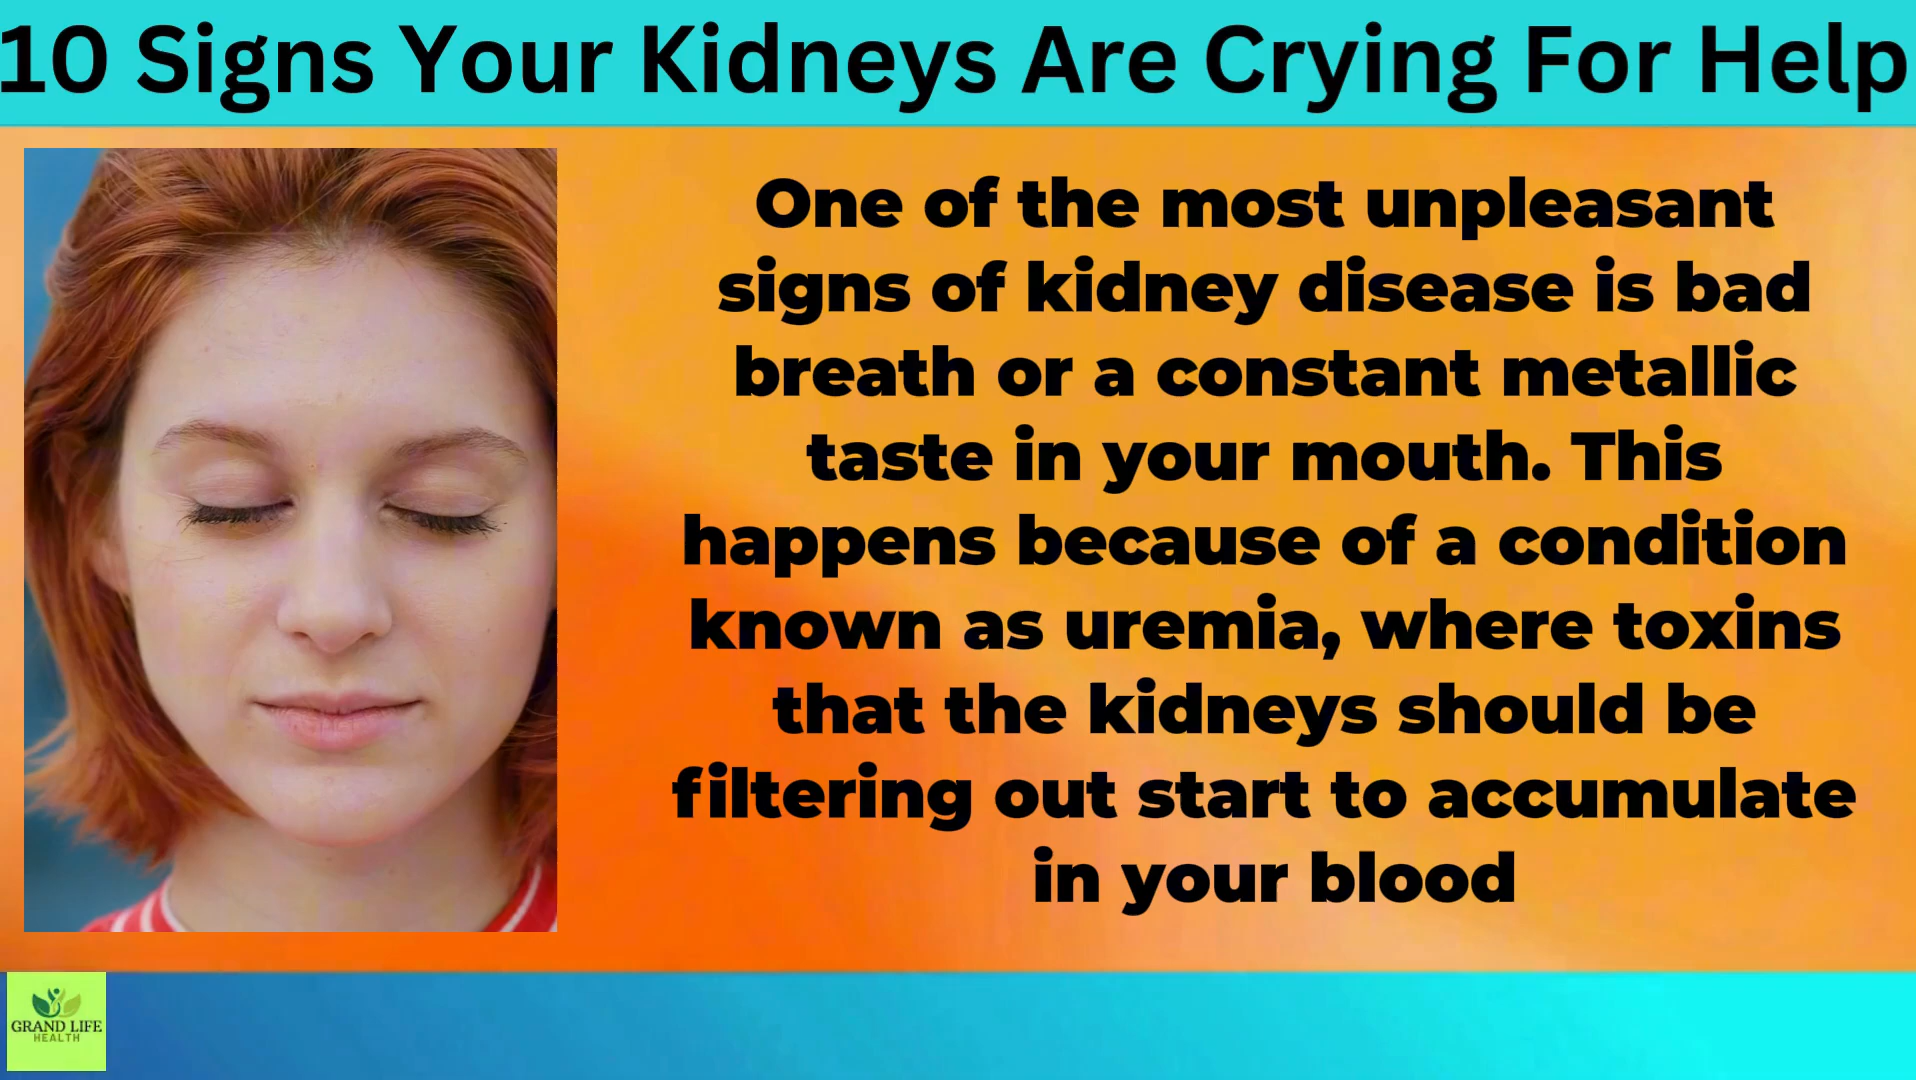 10 Signs Your Kidneys Are Crying For Help
One of the most unpleasant
signs of kidney disease is bad
breath or a constant metallic
taste in your mouth. This
happens because of a condition
known as uremia, where toxins
that the kidneys should be
filtering out start to accumulate
in your blood
GRAND LIFE
HEALTH